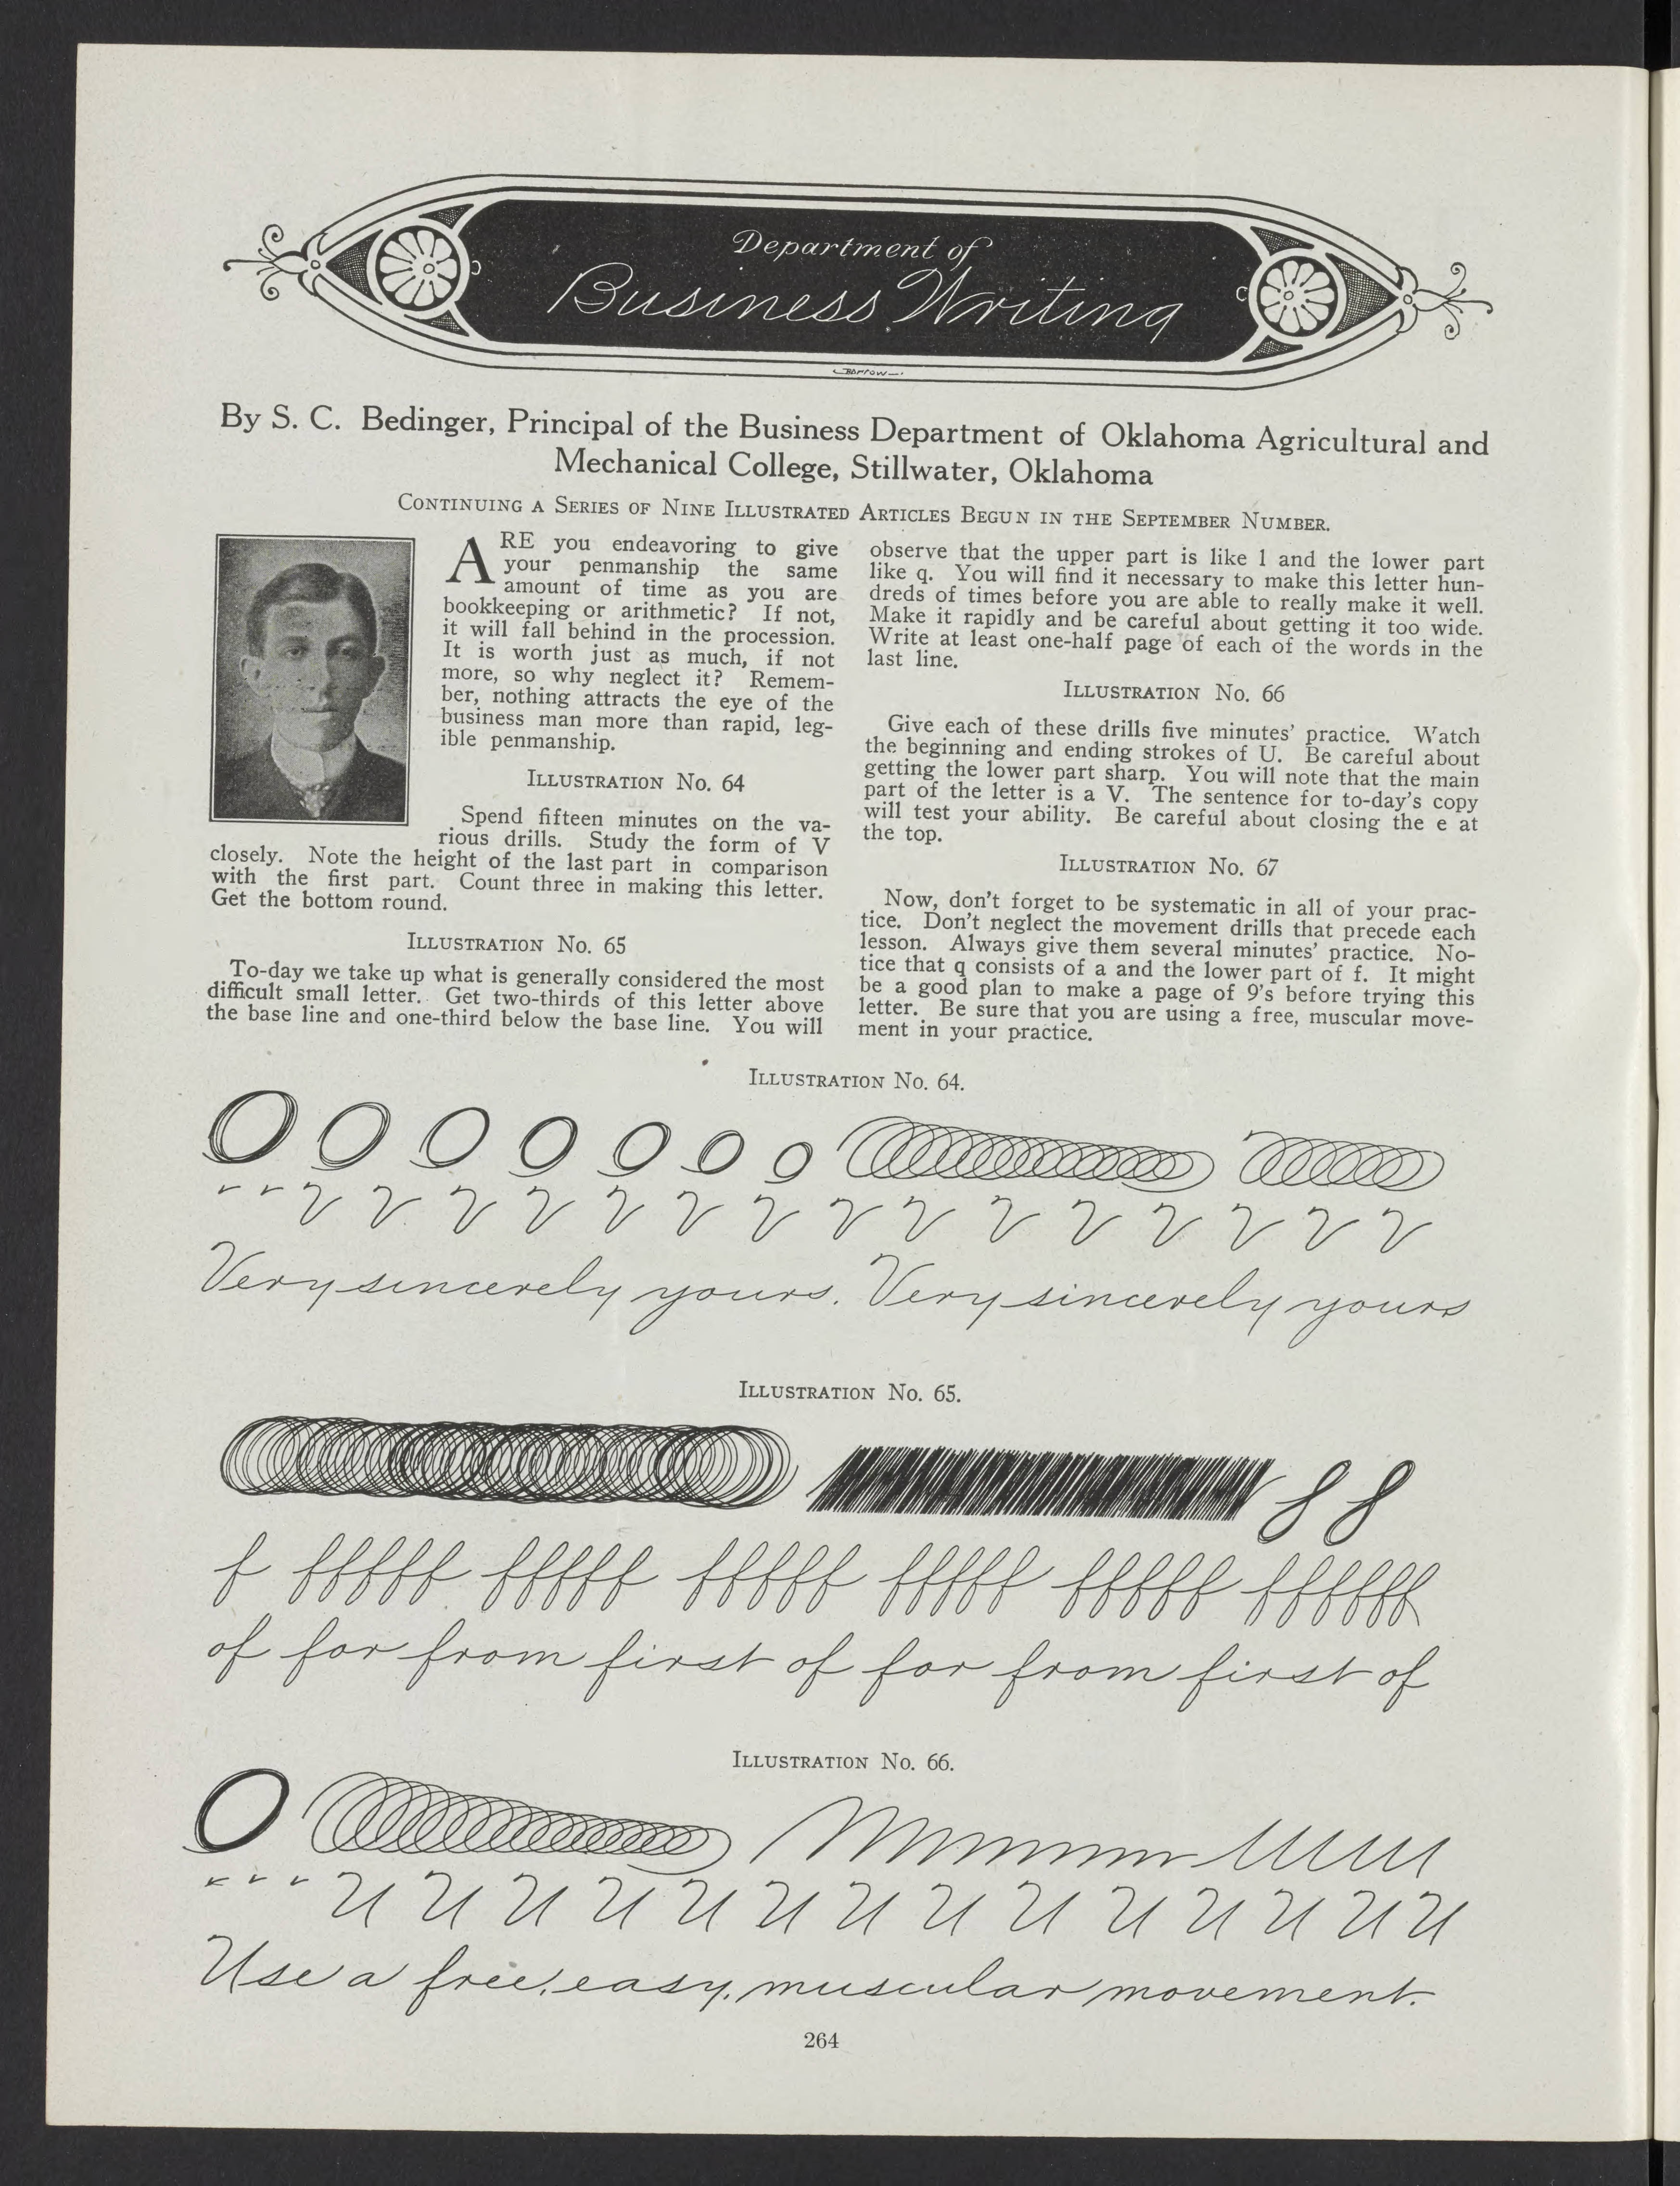 Department of
Business Writing
Barrow
By S. C. Bedinger, Principal of the Business Department of Oklahoma Agricultural and
Mechanical College, Stillwater, Oklahoma
Continuing a Series of Nine Illustrated Articles Begun in the September Number.
ARE you endeavoring to give
your penmanship the same
amount of time as you are
bookkeeping or arithmetic? If not,
it will fall behind in the procession.
It is worth just as much, if not
more, so why neglect it? Remem-
ber, nothing attracts the eye of the
business man more than rapid, leg-
ible penmanship.
Illustration No. 64
Spend fifteen minutes on the va-
rious drills. Study the form of V
closely. Note the height of the last part in comparison
with the first part. Count three in making this letter.
Get the bottom round.
Illustration No. 65
To-day we take up what is generally considered the most
difficult small letter. Get two-thirds of this letter above
the base line and one-third below the base line. You will
observe that the upper part is like l and the lower part
like q. You will find it necessary to make this letter hun-
dreds of times before you are able to really make it well.
Make it rapidly and be careful about getting it too wide.
Write at least one-half page of each of the words in the
last line.
Illustration No. 66
Give each of these drills five minutes' practice. Watch
the beginning and ending strokes of U. Be careful about
getting the lower part sharp. You will note that the main
part of the letter is a V. The sentence for to-day's copy
will test your ability. Be careful about closing the e at
the top.
Illustration No. 67
Now, don't forget to be systematic in all of your prac-
tice. Don't neglect the movement drills that precede each
lesson. Always give them several minutes' practice. No-
tice that q consists of a and the lower part of f. It might
be a good plan to make a page of 9's before trying this
letter. Be sure that you are using a free, muscular move-
ment in your practice.
Illustration No. 64.
O O O O O O O
V V V V V V V V V V V V V V V
Very sincerely yours. Very sincerely yours
Illustration No. 65.
8 8
f fffff fffff fffff fffff fffff ffffff
of for from first of for from first of
Illustration No. 66.
O
U U U U U U U U U U U U U U
Use a free, easy, muscular movement.
264